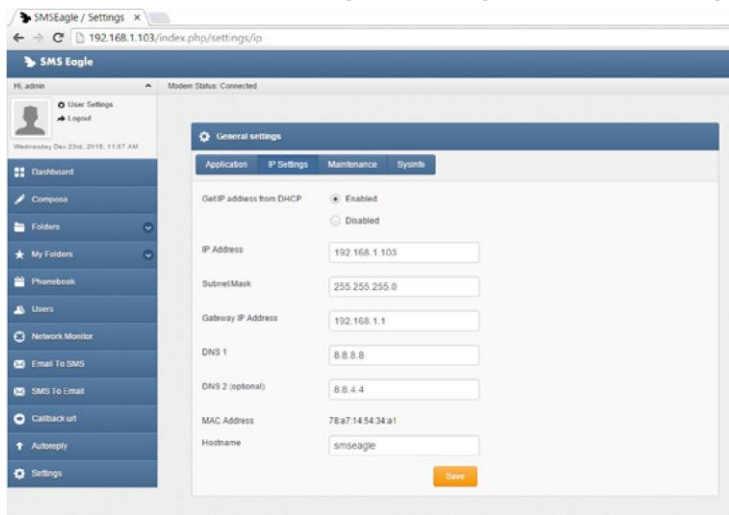 SMSEagle / Settings
192.168.1.103/index.php/settings/ip
SMS Eagle
Hi, admin
Modem Status: Connected
User Settings
Logout
Wednesday Dec 23rd, 2015, 11:57 AM
General settings
Application IP Settings Maintenance Sysinfo
Dashboard
Compose
Folders
My Folders
Phonebook
Users
Network Monitor
Email To SMS
SMS To Email
Callback url
Autoreply
Settings
Get IP address from DHCP
Enabled
Disabled
IP Address
192.168.1.103
Subnet Mask
255.255.255.0
Gateway IP Address
192.168.1.1
DNS 1
8.8.8.8
DNS 2 (optional)
8.8.4.4
MAC Address
78:a7:14:54:34:a1
Hostname
smseagle
Save